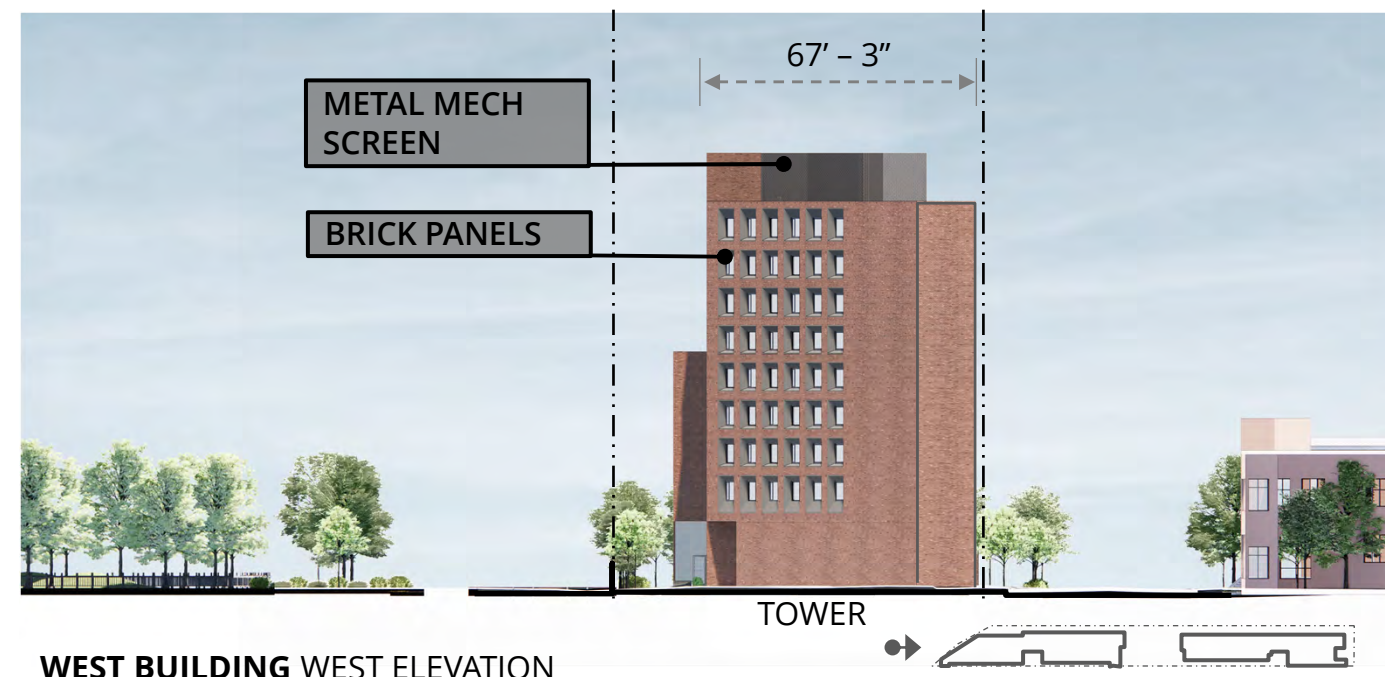 67’ – 3”
METAL MECH
SCREEN
BRICK PANELS
TOWER
WEST BUILDING WEST ELEVATION